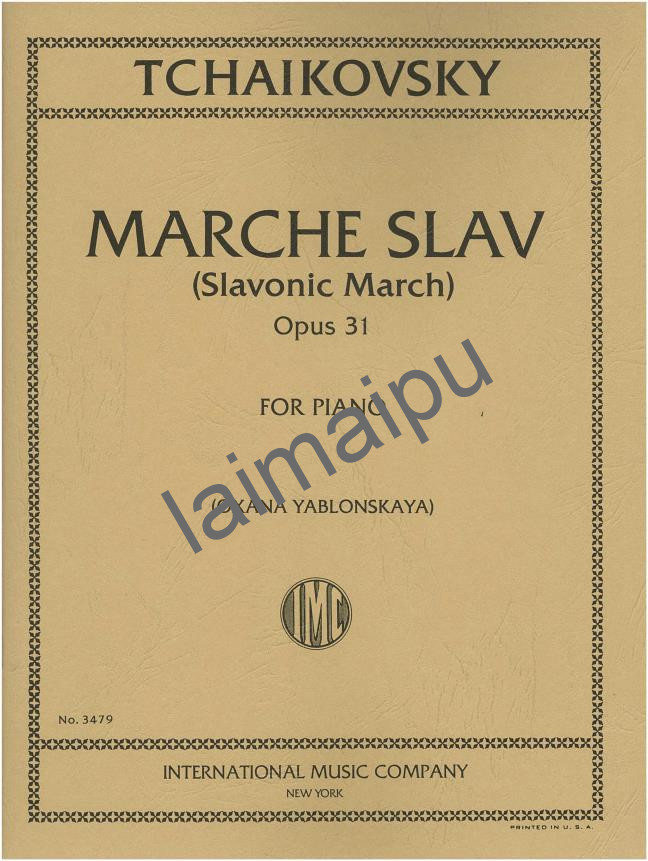 TCHAIKOVSKY
MARCHE SLAV
(Slavonic March)
Opus 31
FOR PIANO
laimaipu
(OXANA YABLONSKAYA)
IMC
No. 3479
INTERNATIONAL MUSIC COMPANY
NEW YORK
PRINTED IN U. S. A.